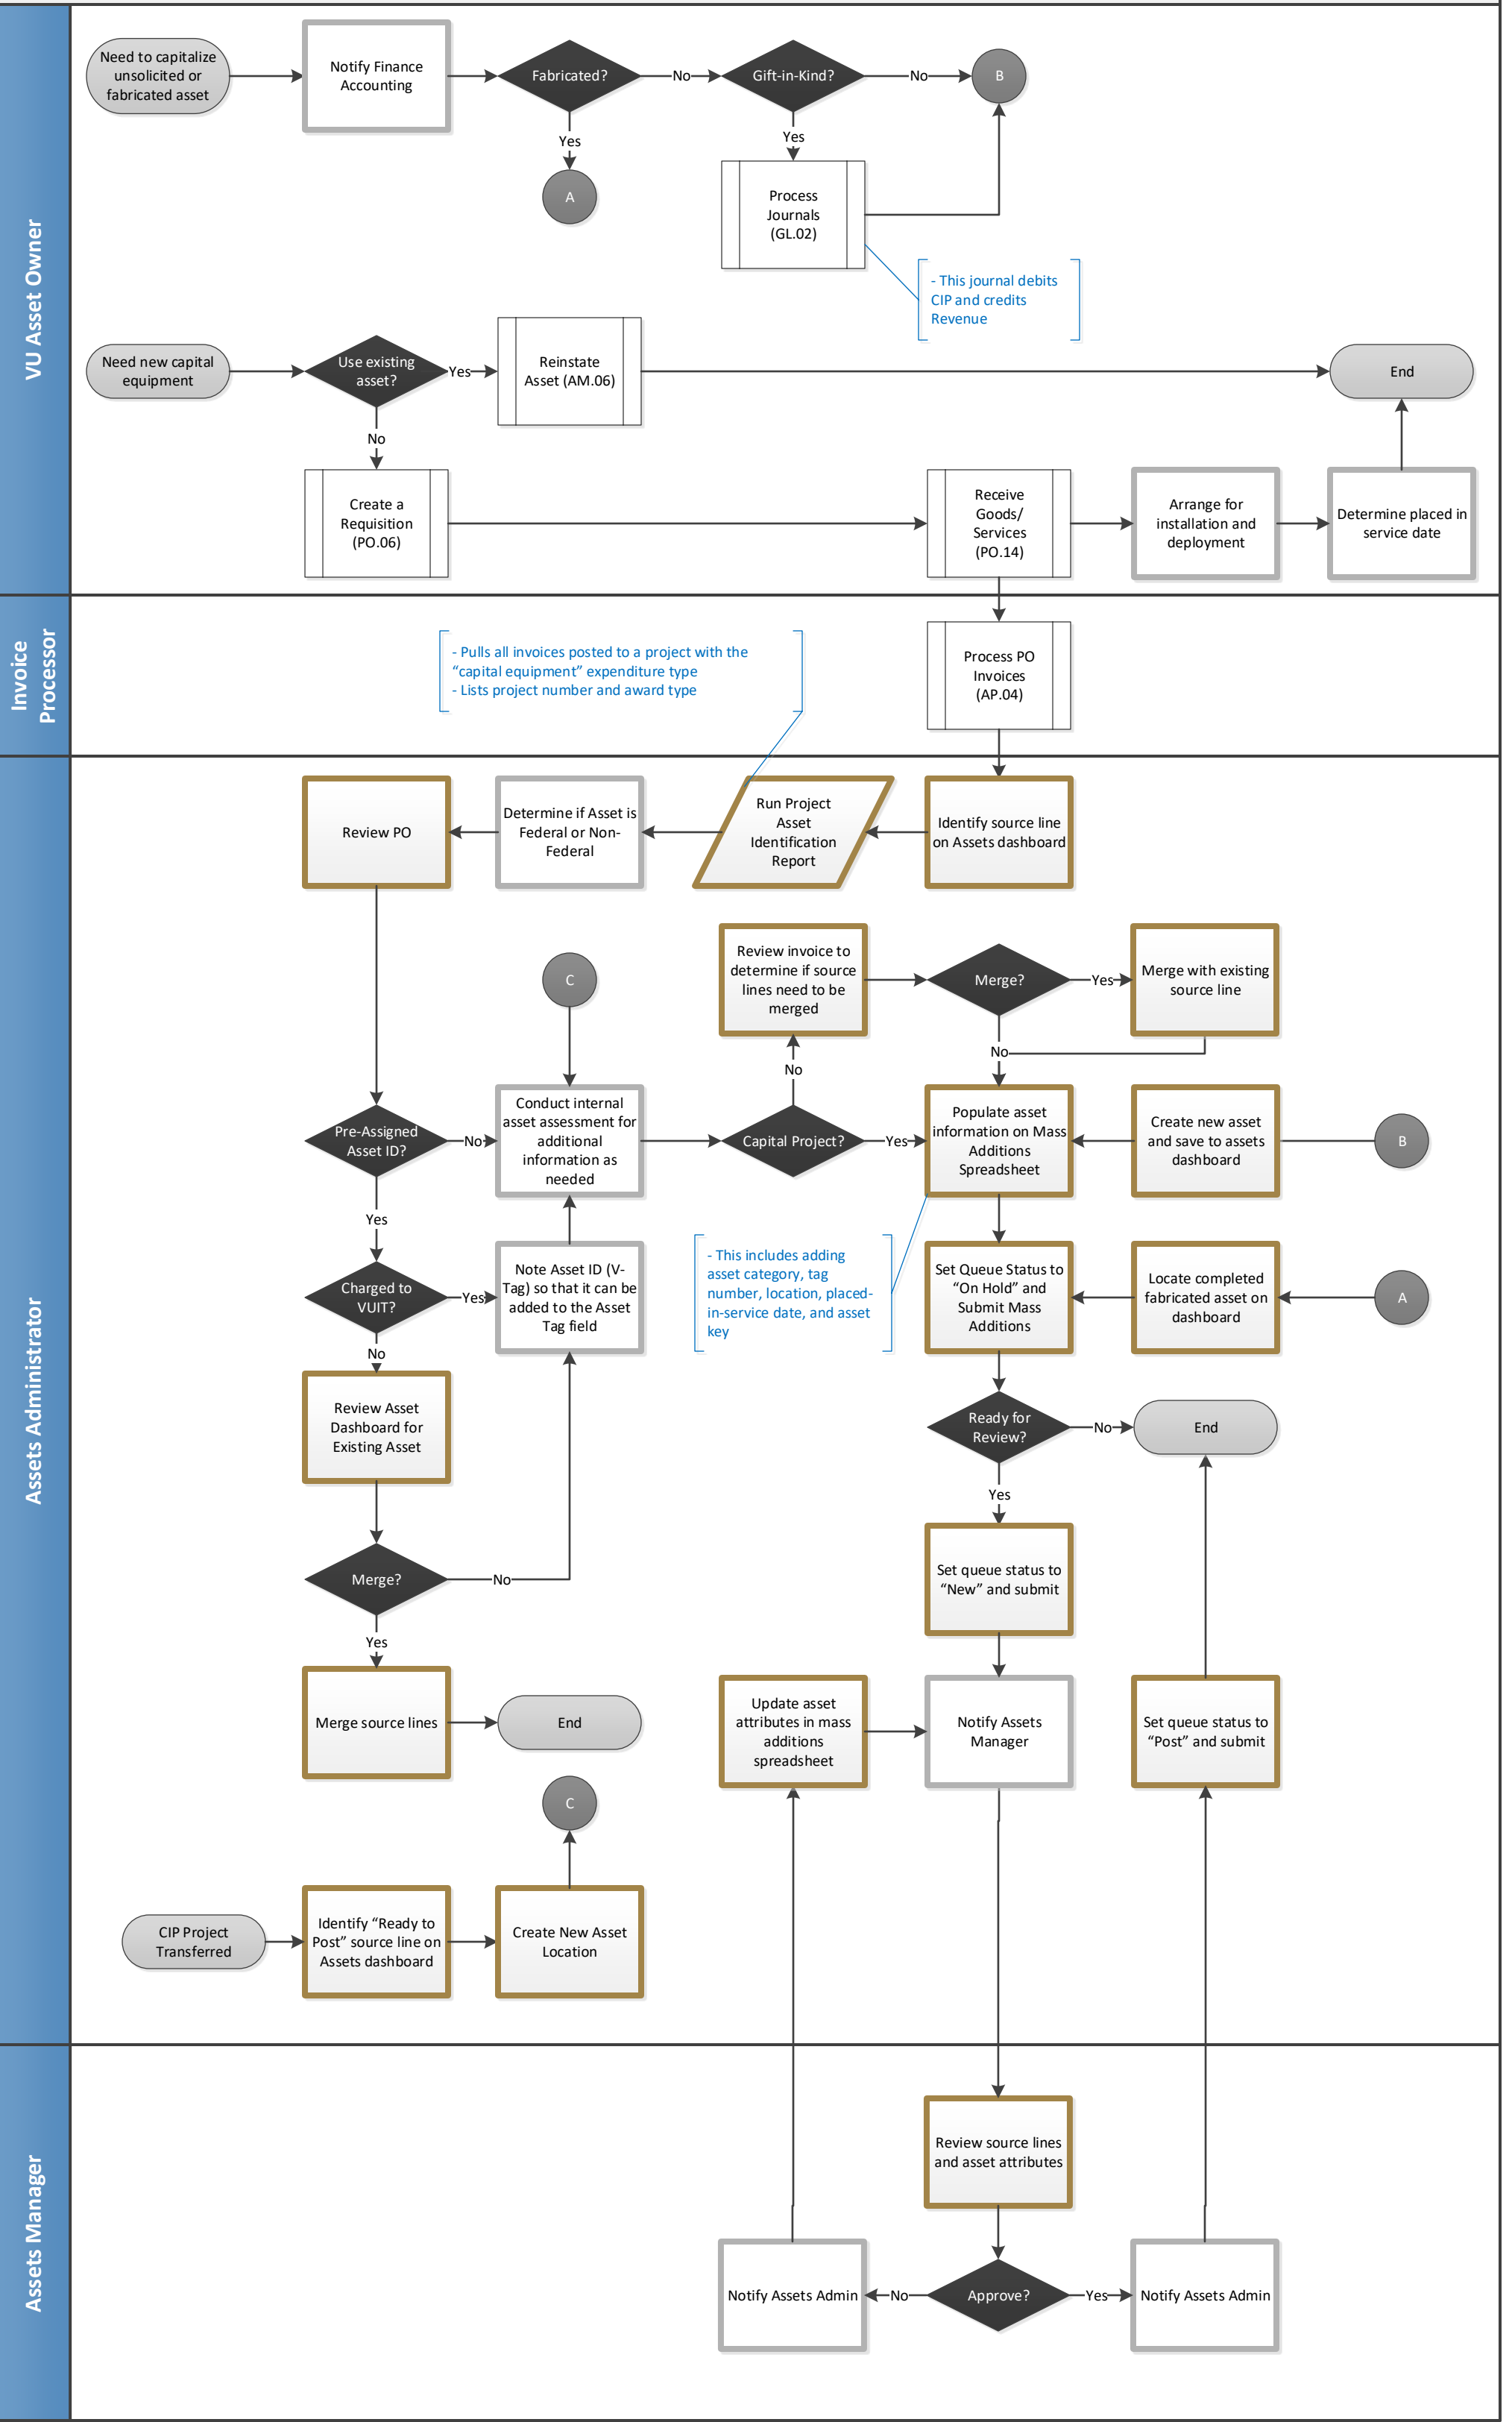 VU Asset Owner
Need to capitalize
unsolicited or
fabricated asset
Notify Finance
Accounting
Fabricated?
No
Gift-in-Kind?
No
B
Yes
A
Yes
Process
Journals
(GL.02)
- This journal debits
CIP and credits
Revenue
Need new capital
equipment
Use existing
asset?
Yes
Reinstate
Asset (AM.06)
End
No
Create a
Requisition
(PO.06)
Receive
Goods/
Services
(PO.14)
Arrange for
installation and
deployment
Determine placed in
service date
Invoice
Processor
- Pulls all invoices posted to a project with the
“capital equipment” expenditure type
- Lists project number and award type
Process PO
Invoices
(AP.04)
Assets Administrator
Review PO
Determine if Asset is
Federal or Non-
Federal
Run Project
Asset
Identification
Report
Identify source line
on Assets dashboard
C
Review invoice to
determine if source
lines need to be
merged
Merge?
Yes
Merge with existing
source line
No
No
Pre-Assigned
Asset ID?
No
Conduct internal
asset assessment for
additional
information as
needed
Capital Project?
Yes
Populate asset
information on Mass
Additions
Spreadsheet
Create new asset
and save to assets
dashboard
B
Yes
Charged to
VUIT?
Yes
Note Asset ID (V-
Tag) so that it can be
added to the Asset
Tag field
- This includes adding
asset category, tag
number, location, placed-
in-service date, and asset
key
Set Queue Status to
“On Hold” and
Submit Mass
Additions
Locate completed
fabricated asset on
dashboard
A
No
Review Asset
Dashboard for
Existing Asset
Ready for
Review?
No
End
Yes
Merge?
No
Set queue status to
“New” and submit
Yes
Merge source lines
End
Update asset
attributes in mass
additions
spreadsheet
Notify Assets
Manager
Set queue status to
“Post” and submit
C
CIP Project
Transferred
Identify “Ready to
Post” source line on
Assets dashboard
Create New Asset
Location
Assets Manager
Review source lines
and asset attributes
Notify Assets Admin
No
Approve?
Yes
Notify Assets Admin